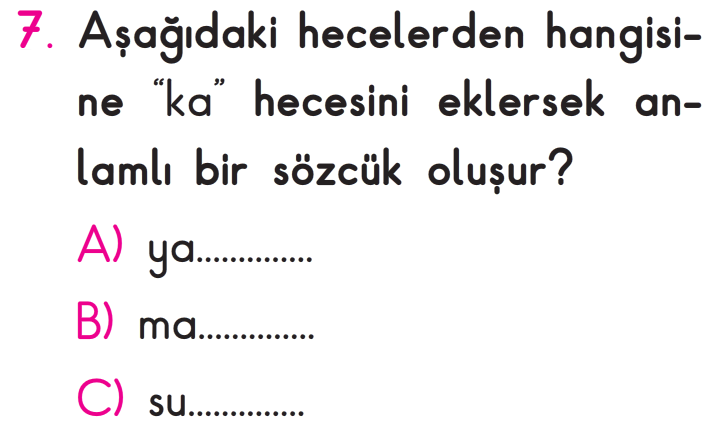 7. Aşağıdaki hecelerden hangisi-
ne “ka” hecesini eklersek an-
lamlı bir sözcük oluşur?
A) ya..............
B) ma..............
C) su..............